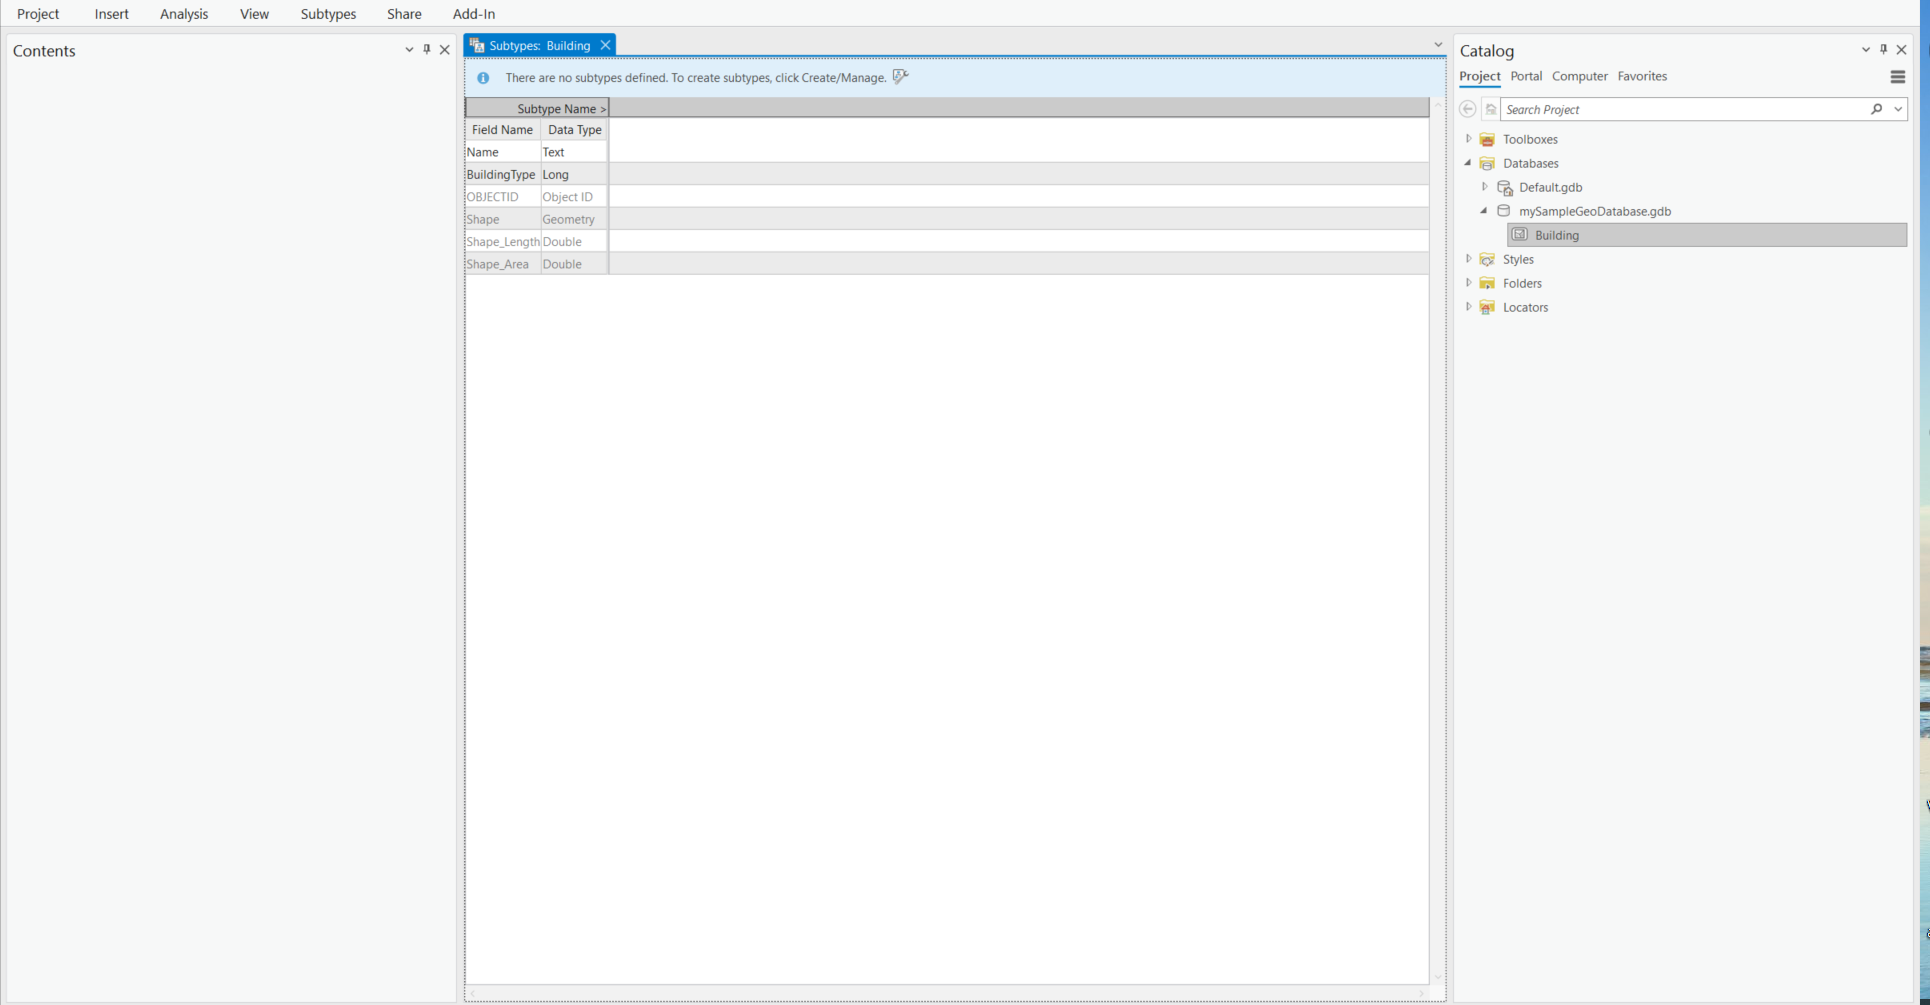 Project Insert Analysis View Subtypes Share Add-In
Contents
Subtypes: Building
There are no subtypes defined. To create subtypes, click Create/Manage.
Subtype Name >
Field Name Data Type
Name Text
BuildingType Long
OBJECTID Object ID
Shape Geometry
Shape_Length Double
Shape_Area Double
Catalog
Project Portal Computer Favorites
Search Project
Toolboxes
Databases
Default.gdb
mySampleGeoDatabase.gdb
Building
Styles
Folders
Locators